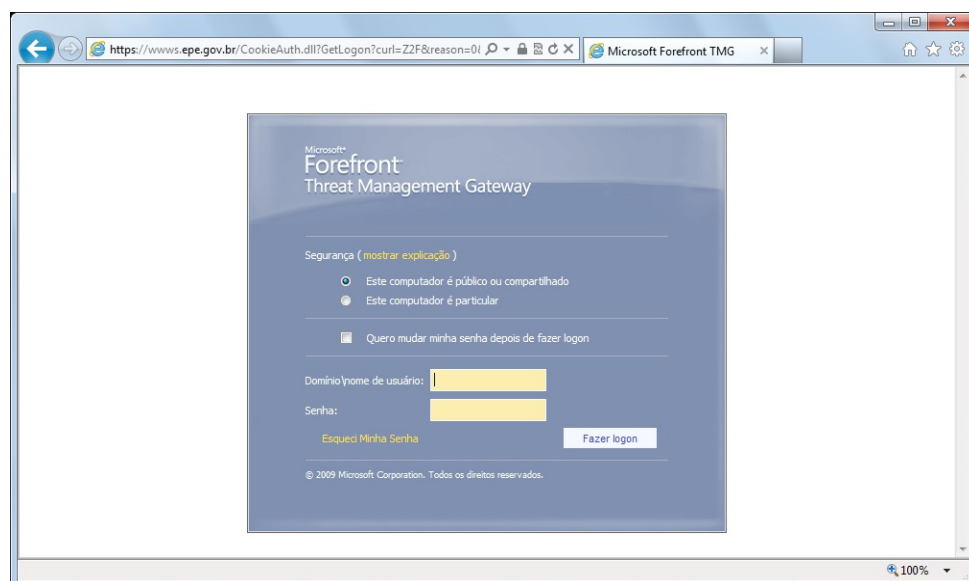 https://wwws.epe.gov.br/CookieAuth.dll?GetLogon?curl=Z2F&reason=0&
Microsoft Forefront TMG
Microsoft®
Forefront™
Threat Management Gateway
Segurança ( mostrar explicação )
Este computador é público ou compartilhado
Este computador é particular
Quero mudar minha senha depois de fazer logon
Domínio\nome de usuário:
Senha:
Esqueci Minha Senha
Fazer logon
© 2009 Microsoft Corporation. Todos os direitos reservados.
100%